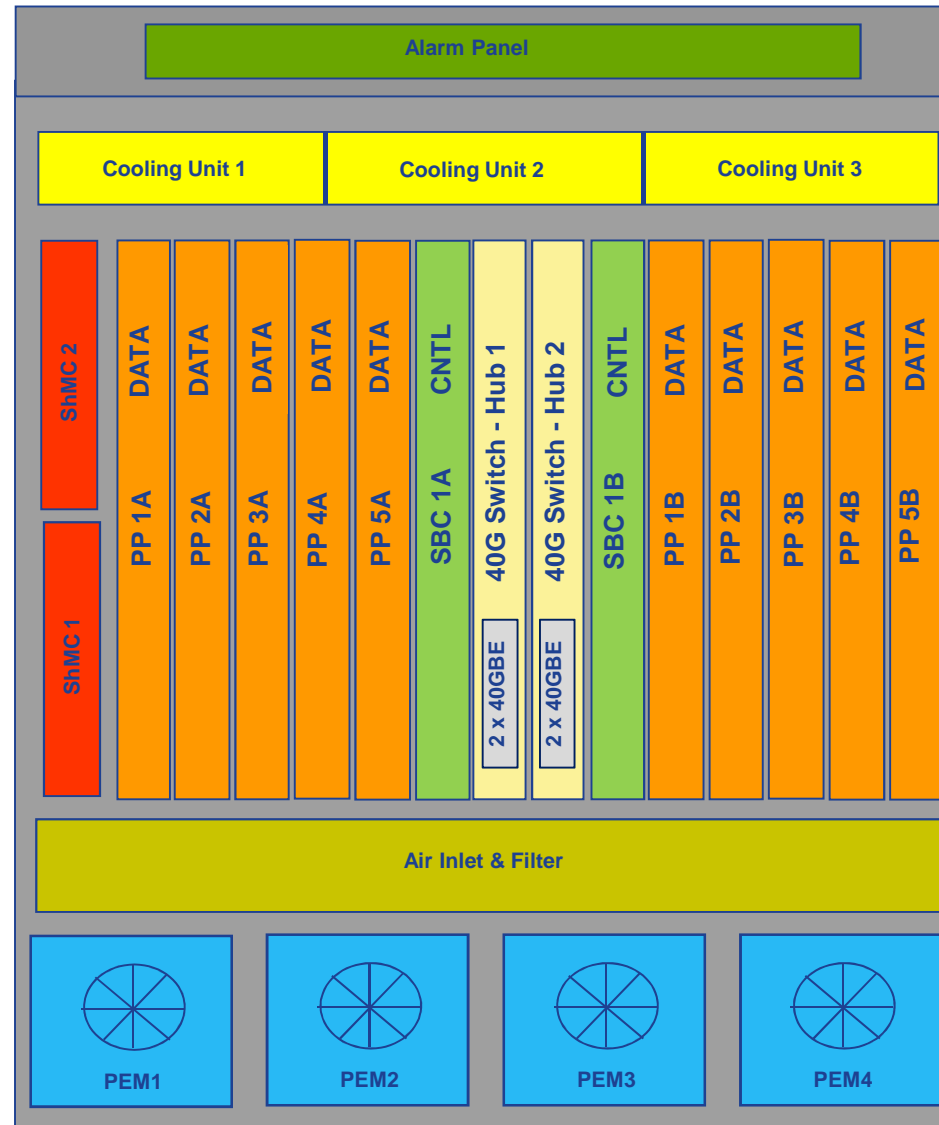 Alarm Panel
Cooling Unit 1
Cooling Unit 2
Cooling Unit 3
ShMC 2
ShMC 1
PP 1A DATA
PP 2A DATA
PP 3A DATA
PP 4A DATA
PP 5A DATA
SBC 1A CNTL
40G Switch - Hub 1
2 x 40GBE
40G Switch - Hub 2
2 x 40GBE
SBC 1B CNTL
PP 1B DATA
PP 2B DATA
PP 3B DATA
PP 4B DATA
PP 5B DATA
Air Inlet & Filter
PEM1
PEM2
PEM3
PEM4